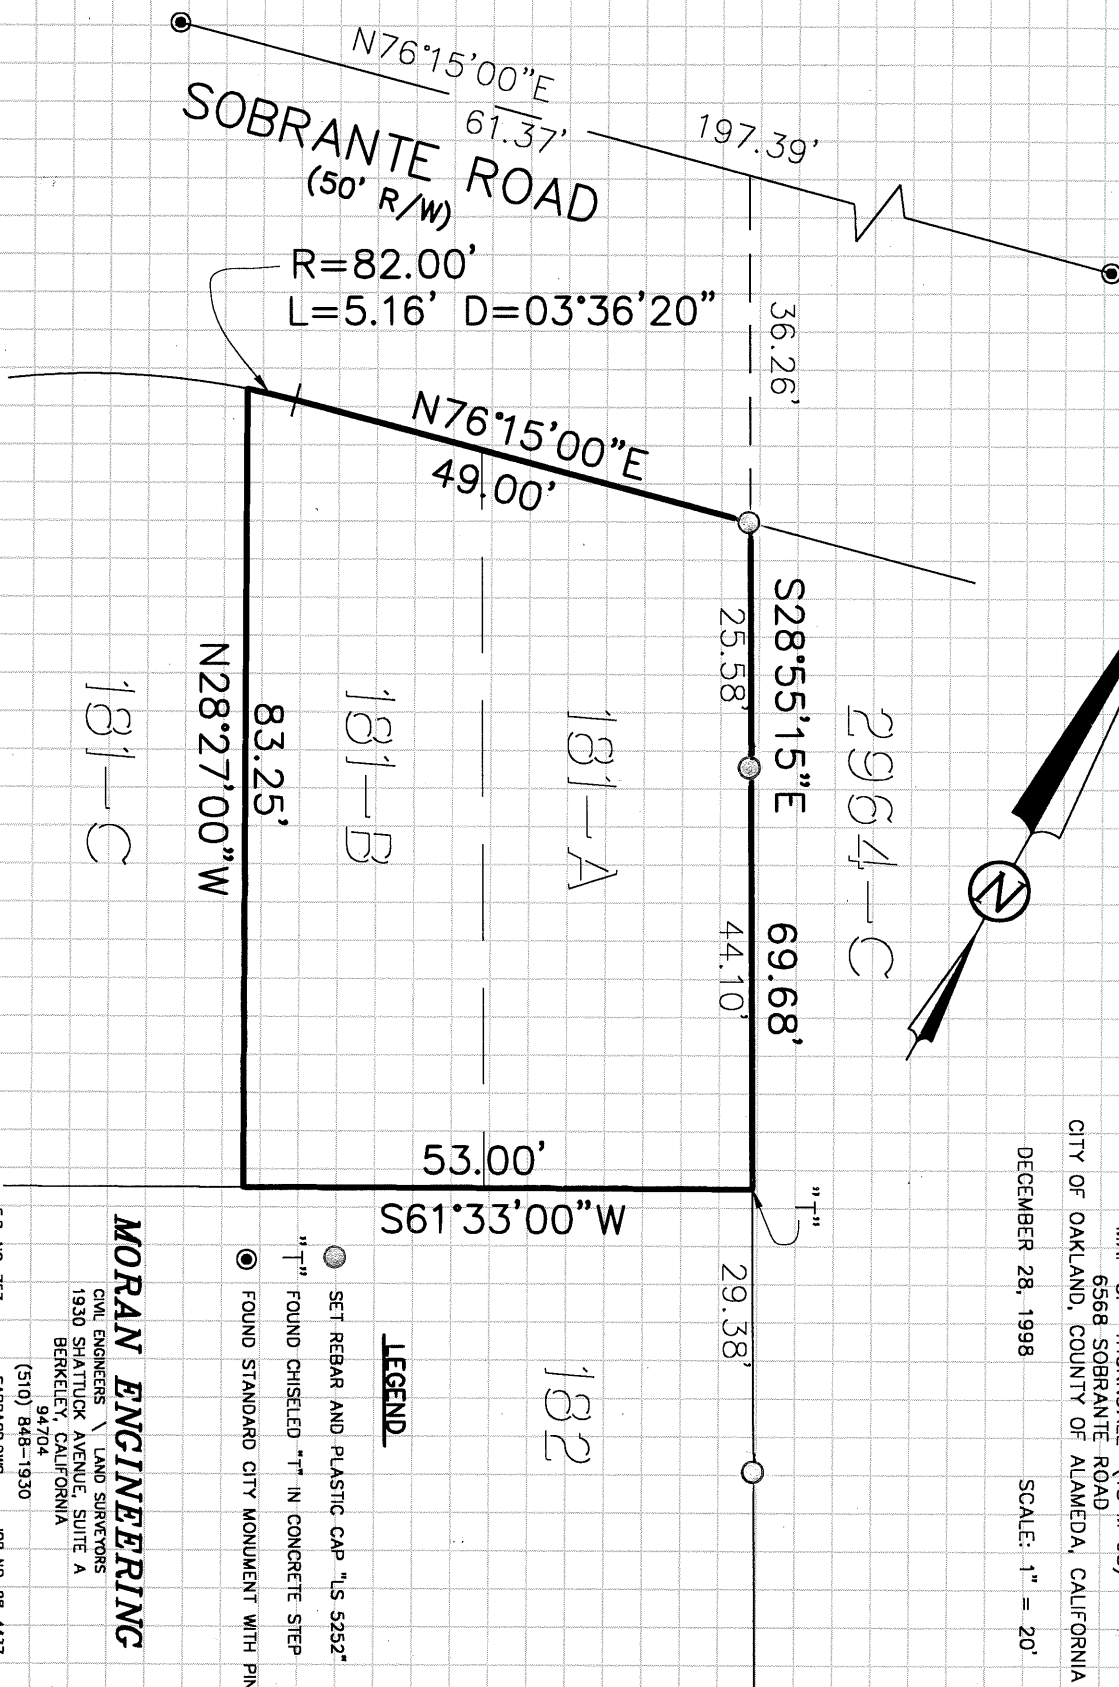 N76°15'00"E
61.37'
197.39'
SOBRANTE ROAD
(50' R/W)
R=82.00'
L=5.16' D=03°36'20"
36.26'
N76°15'00"E
49.00'
S28°55'15"E
25.58'
69.68'
44.10'
2964-C
181-A
181-B
181-C
83.25'
N28°27'00"W
N
53.00'
S61°33'00"W
"T"
29.38'
182
6568 SOBRANTE ROAD
CITY OF OAKLAND, COUNTY OF ALAMEDA, CALIFORNIA
DECEMBER 28, 1998 SCALE: 1" = 20'
LEGEND
SET REBAR AND PLASTIC CAP "LS 5252"
"T" FOUND CHISELED "T" IN CONCRETE STEP
FOUND STANDARD CITY MONUMENT WITH PIN
MORAN ENGINEERING
CIVIL ENGINEERS \ LAND SURVEYORS
1930 SHATTUCK AVENUE, SUITE A
BERKELEY, CALIFORNIA
94704
(510) 848-1930